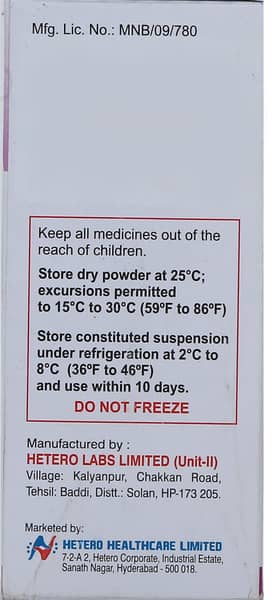 Mfg. Lic. No.: MNB/09/780
Keep all medicines out of the
reach of children.
Store dry powder at 25°C;
excursions permitted
to 15°C to 30°C (59ºF to 86ºF)
Store constituted suspension
under refrigeration at 2°C to
8°C (36ºF to 46ºF)
and use within 10 days.
DO NOT FREEZE
Manufactured by :
HETERO LABS LIMITED (Unit-II)
Village: Kalyanpur, Chakkan Road,
Tehsil: Baddi, Distt.: Solan, HP-173 205.
Marketed by:
HETERO HEALTHCARE LIMITED
7-2-A 2, Hetero Corporate, Industrial Estate,
Sanath Nagar, Hyderabad - 500 018.